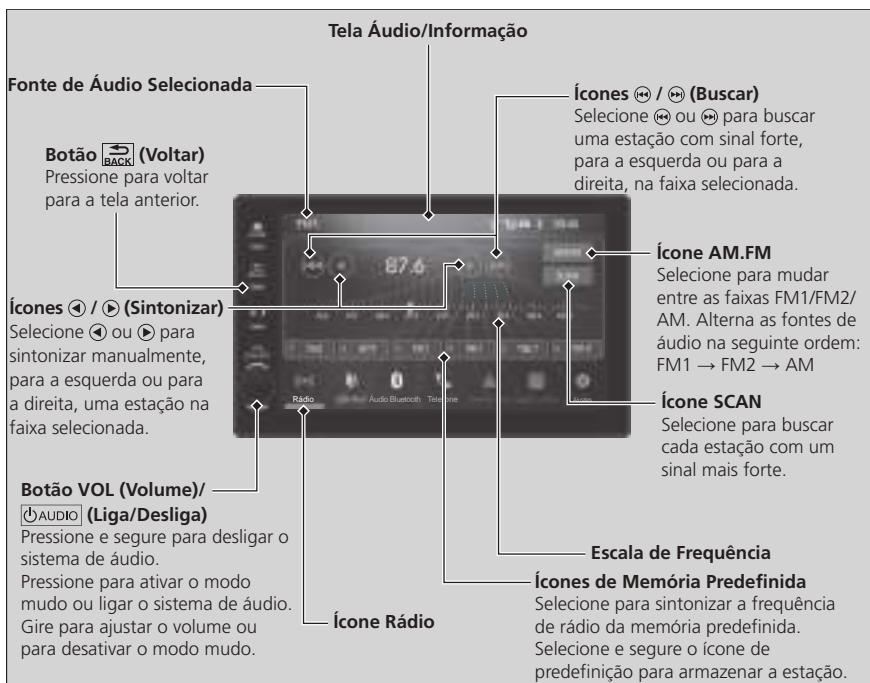 Tela Áudio/Informação
Fonte de Áudio Selecionada
Ícones ⏮ / ⏭ (Buscar)
Selecione ⏮ ou ⏭ para buscar
uma estação com sinal forte,
para a esquerda ou para a
direita, na faixa selecionada.
Botão BACK (Voltar)
Pressione para voltar
para a tela anterior.
Ícone AM.FM
Selecione para mudar
entre as faixas FM1/FM2/
AM. Alterna as fontes de
áudio na seguinte ordem:
FM1 → FM2 → AM
Ícones ◀ / ▶ (Sintonizar)
Selecione ◀ ou ▶ para
sintonizar manualmente,
para a esquerda ou para
a direita, uma estação na
faixa selecionada.
87.6
Rádio
Áudio Bluetooth
Telefone
Ícone SCAN
Selecione para buscar
cada estação com um
sinal mais forte.
Botão VOL (Volume)/
AUDIO (Liga/Desliga)
Pressione e segure para desligar o
sistema de áudio.
Pressione para ativar o modo
mudo ou ligar o sistema de áudio.
Gire para ajustar o volume ou
para desativar o modo mudo.
Ícone Rádio
Escala de Frequência
Ícones de Memória Predefinida
Selecione para sintonizar a frequência
de rádio da memória predefinida.
Selecione e segure o ícone de
predefinição para armazenar a estação.